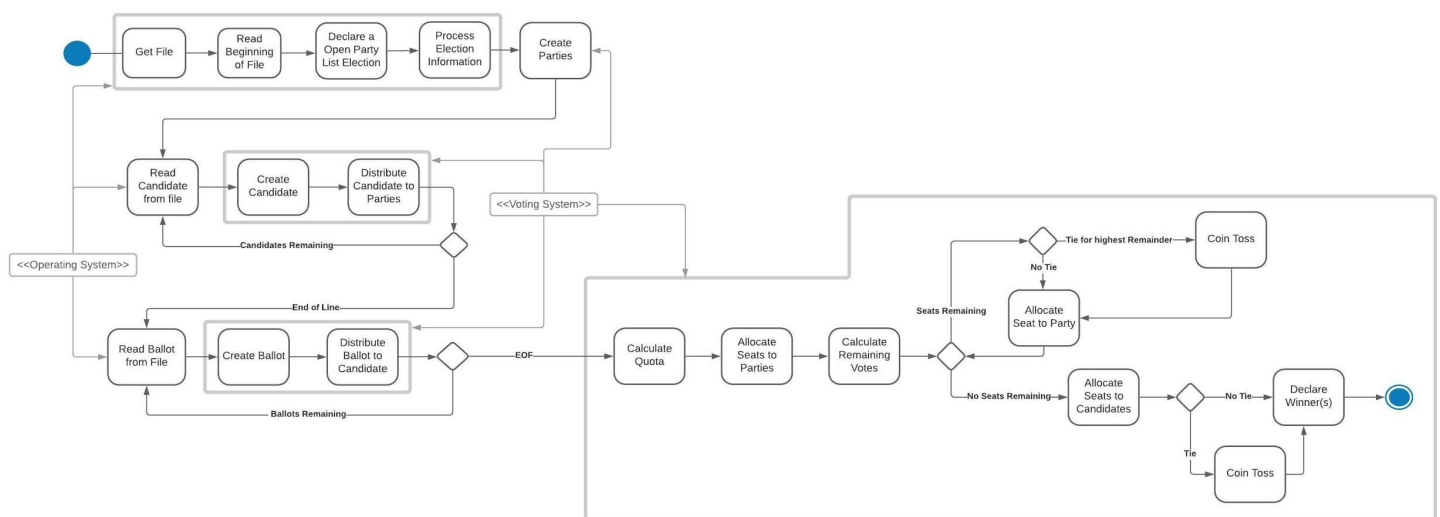 Get File
Read
Beginning
of File
Declare a
Open Party
List Election
Process
Election
Information
Create
Parties
Read
Candidate
from file
Create
Candidate
Distribute
Candidate to
Parties
<<Voting System>>
Candidates Remaining
<<Operating System>>
Tie for highest Remainder
Coin Toss
No Tie
Allocate
Seat to Party
Seats Remaining
End of Line
Read Ballot
from File
Create Ballot
Distribute
Ballot to
Candidate
EOF
Ballots Remaining
Calculate
Quota
Allocate
Seats to
Parties
Calculate
Remaining
Votes
No Seats Remaining
Allocate
Seats to
Candidates
No Tie
Declare
Winner(s)
Tie
Coin Toss